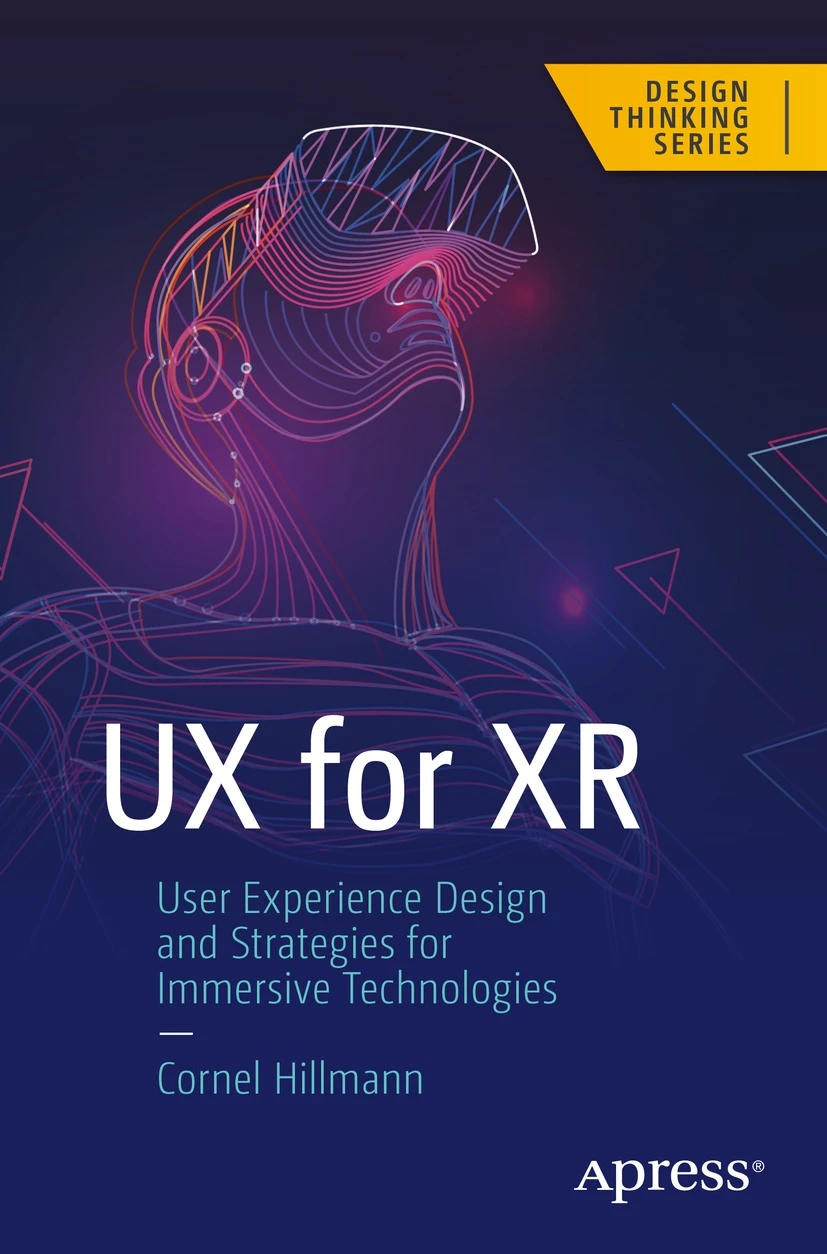 DESIGN
THINKING
SERIES
UX for XR
User Experience Design
and Strategies for
Immersive Technologies
Cornel Hillmann
Apress®